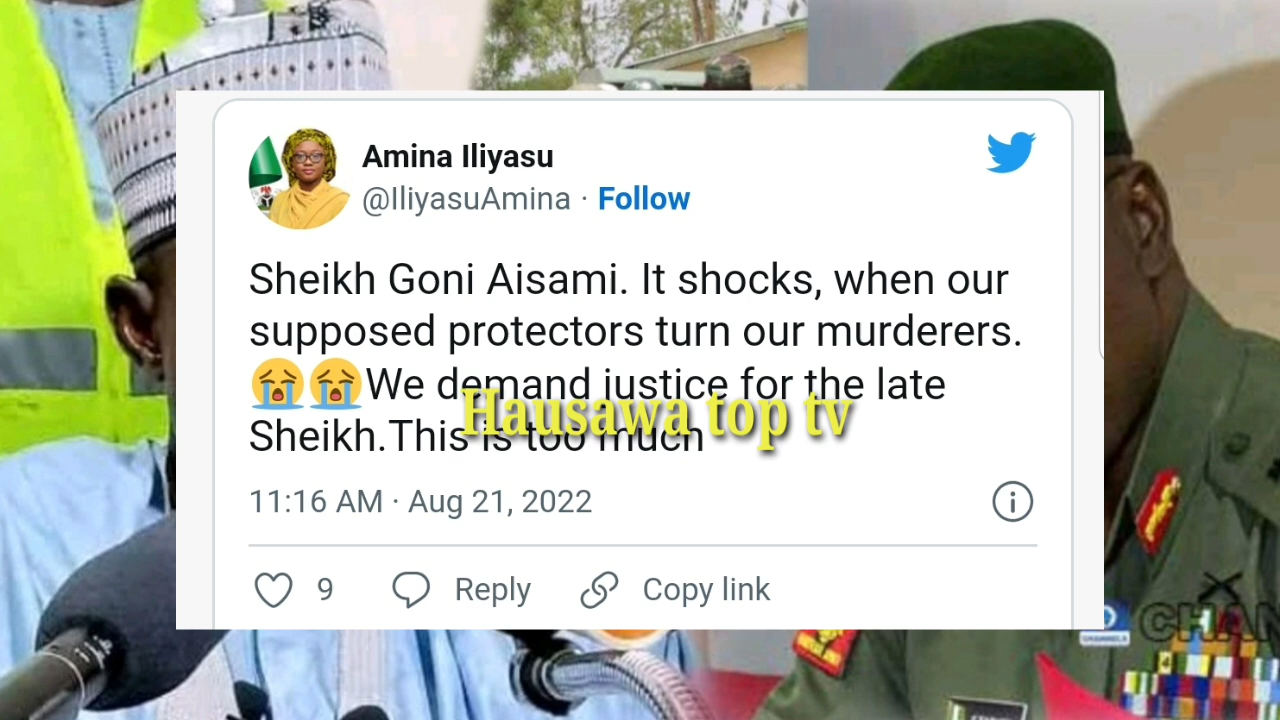 Amina Iliyasu
@IliyasuAmina · Follow
Sheikh Goni Aisami. It shocks, when our
supposed protectors turn our murderers.
😭😭We demand justice for the late
Sheikh.This is too much
Hausawa top tv
11:16 AM · Aug 21, 2022
9 Reply Copy link
CHAN
CHANNELS